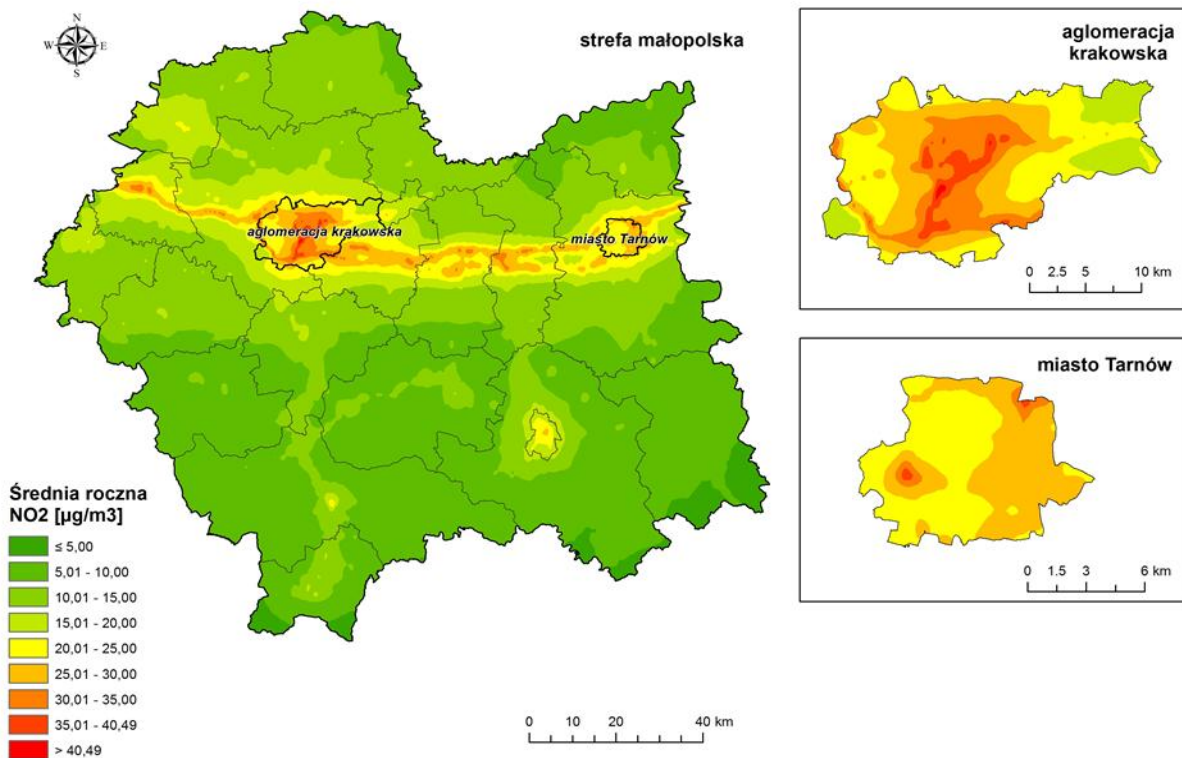 N
W E
S
strefa małopolska
aglomeracja krakowska
miasto Tarnów
Średnia roczna
NO2 [µg/m3]
≤ 5,00
5,01 - 10,00
10,01 - 15,00
15,01 - 20,00
20,01 - 25,00
25,01 - 30,00
30,01 - 35,00
35,01 - 40,49
> 40,49
0 10 20 40 km
aglomeracja
krakowska
0 2.5 5 10 km
miasto Tarnów
0 1.5 3 6 km